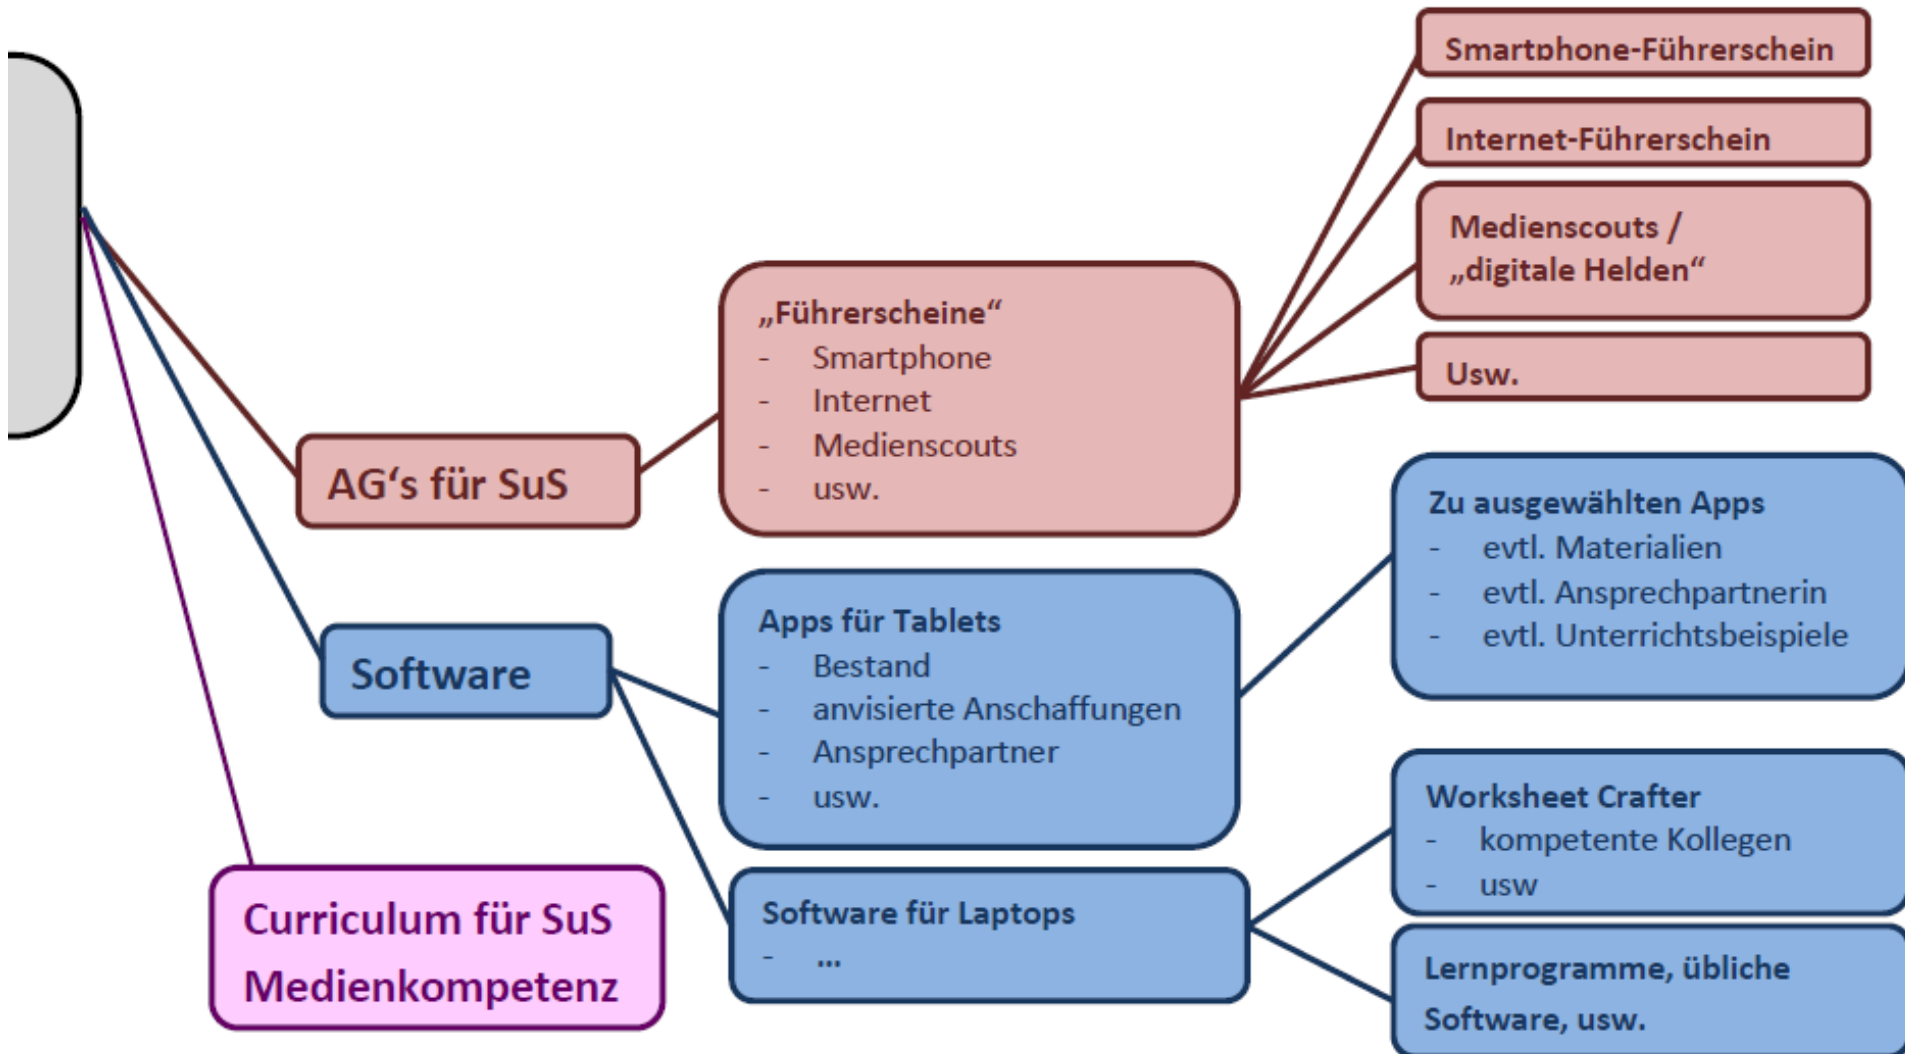 Smartphone-Führerschein
Internet-Führerschein
Medienscouts /
„digitale Helden“
Usw.
„Führerscheine“
- Smartphone
- Internet
- Medienscouts
- usw.
AG‘s für SuS
Zu ausgewählten Apps
- evtl. Materialien
- evtl. Ansprechpartnerin
- evtl. Unterrichtsbeispiele
Apps für Tablets
- Bestand
- anvisierte Anschaffungen
- Ansprechpartner
- usw.
Software
Worksheet Crafter
- kompetente Kollegen
- usw
Software für Laptops
- ...
Lernprogramme, übliche
Software, usw.
Curriculum für SuS
Medienkompetenz